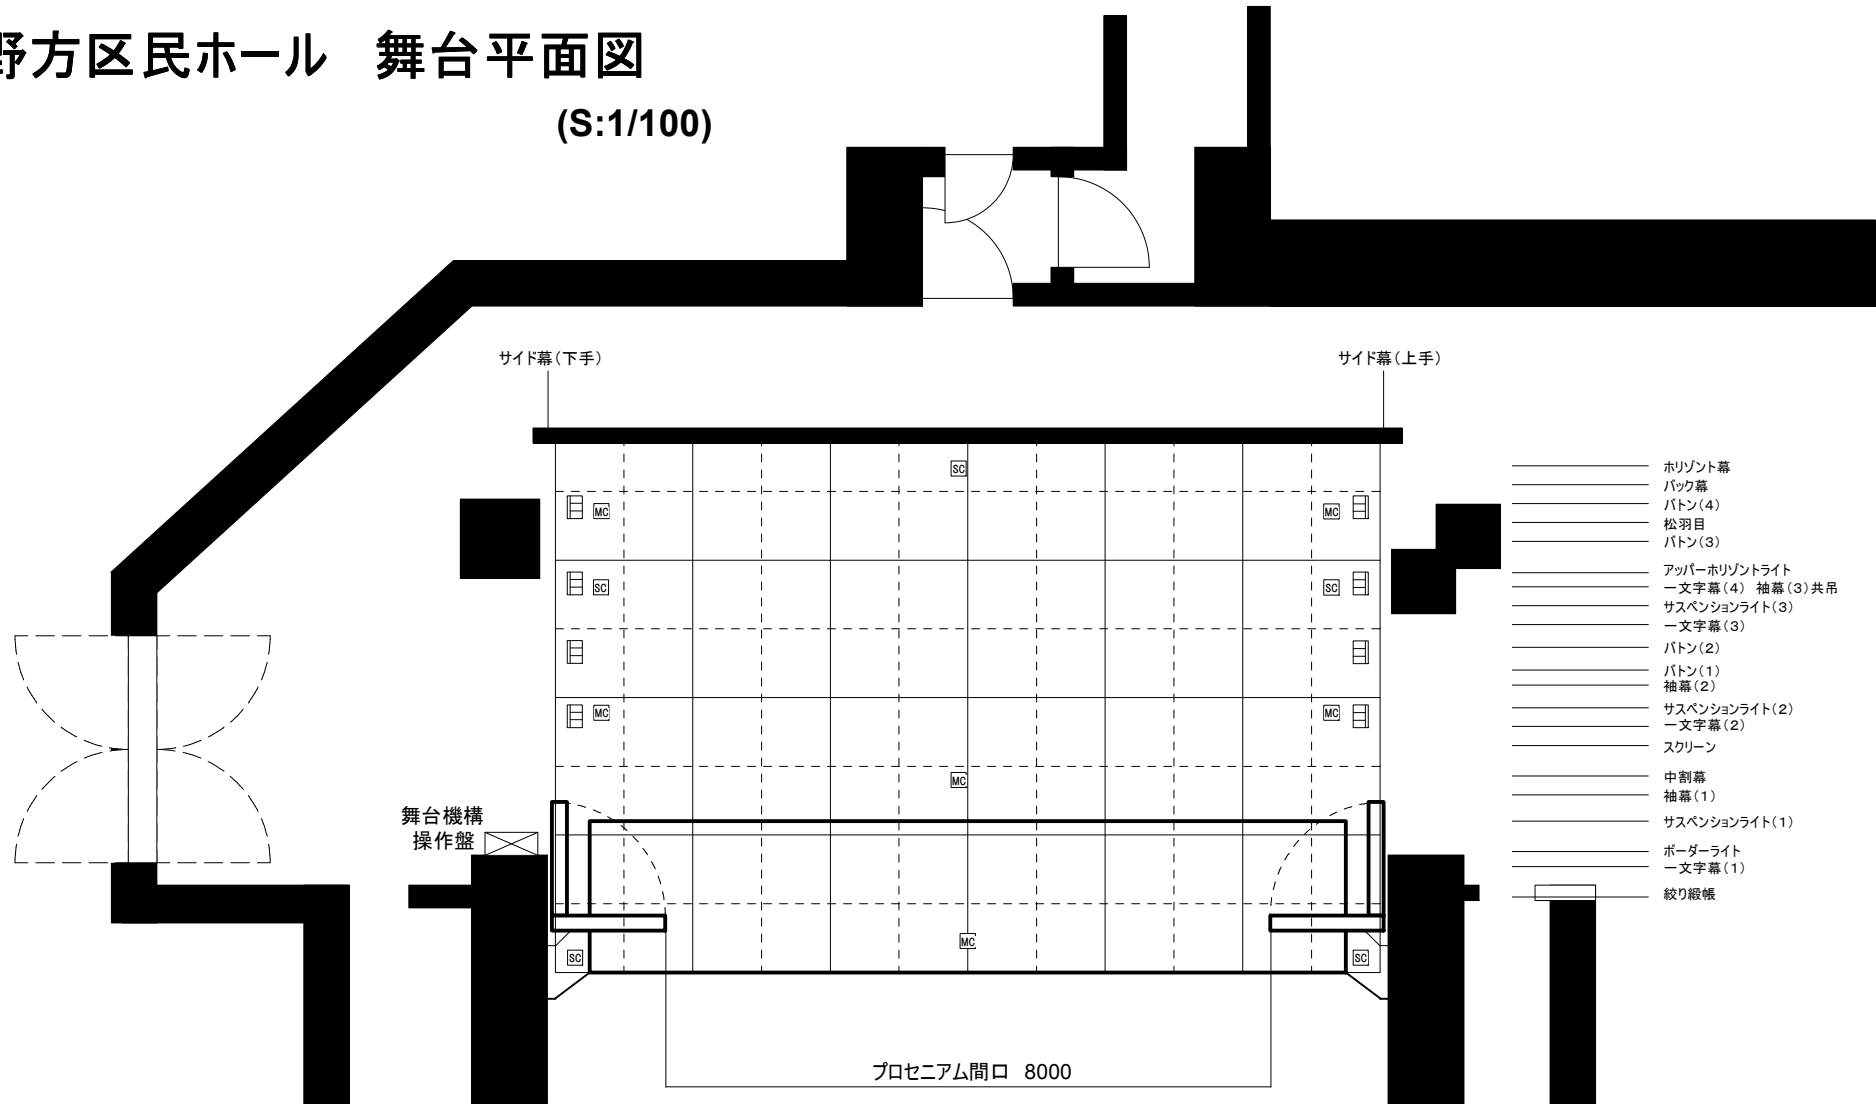 野方区民ホール 舞台平面図
(S:1/100)
サイド幕(下手)
サイド幕(上手)
SC
MC
MC
SC
SC
MC
MC
MC
舞台機構
操作盤
MC
SC
SC
プロセニアム間口 8000
ホリゾント幕
バック幕
バトン(4)
松羽目
バトン(3)
アッパーホリゾントライト
一文字幕(4) 袖幕(3)共吊
サスペンションライト(3)
一文字幕(3)
バトン(2)
バトン(1)
袖幕(2)
サスペンションライト(2)
一文字幕(2)
スクリーン
中割幕
袖幕(1)
サスペンションライト(1)
ボーダーライト
一文字幕(1)
絞り緞帳